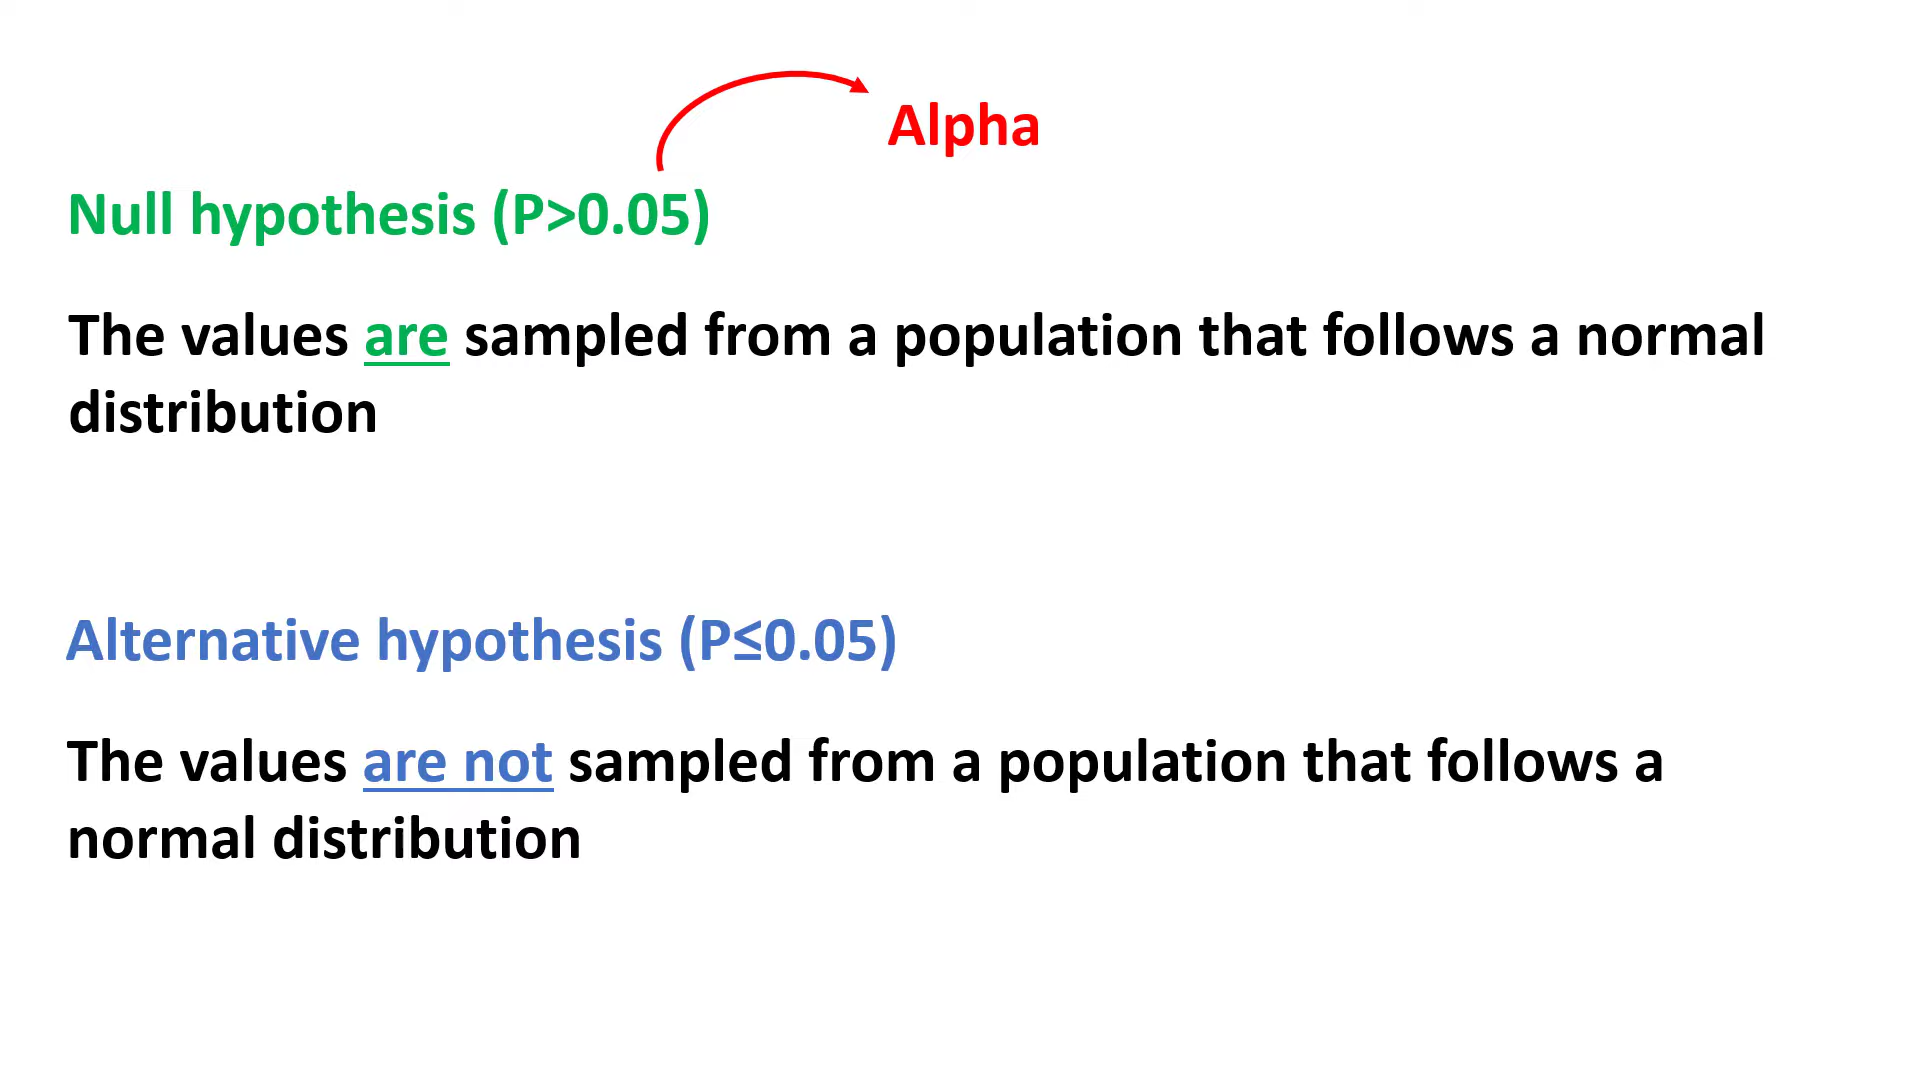 Alpha
Null hypothesis (P>0.05)
The values are sampled from a population that follows a normal
distribution
Alternative hypothesis (P≤0.05)
The values are not sampled from a population that follows a
normal distribution